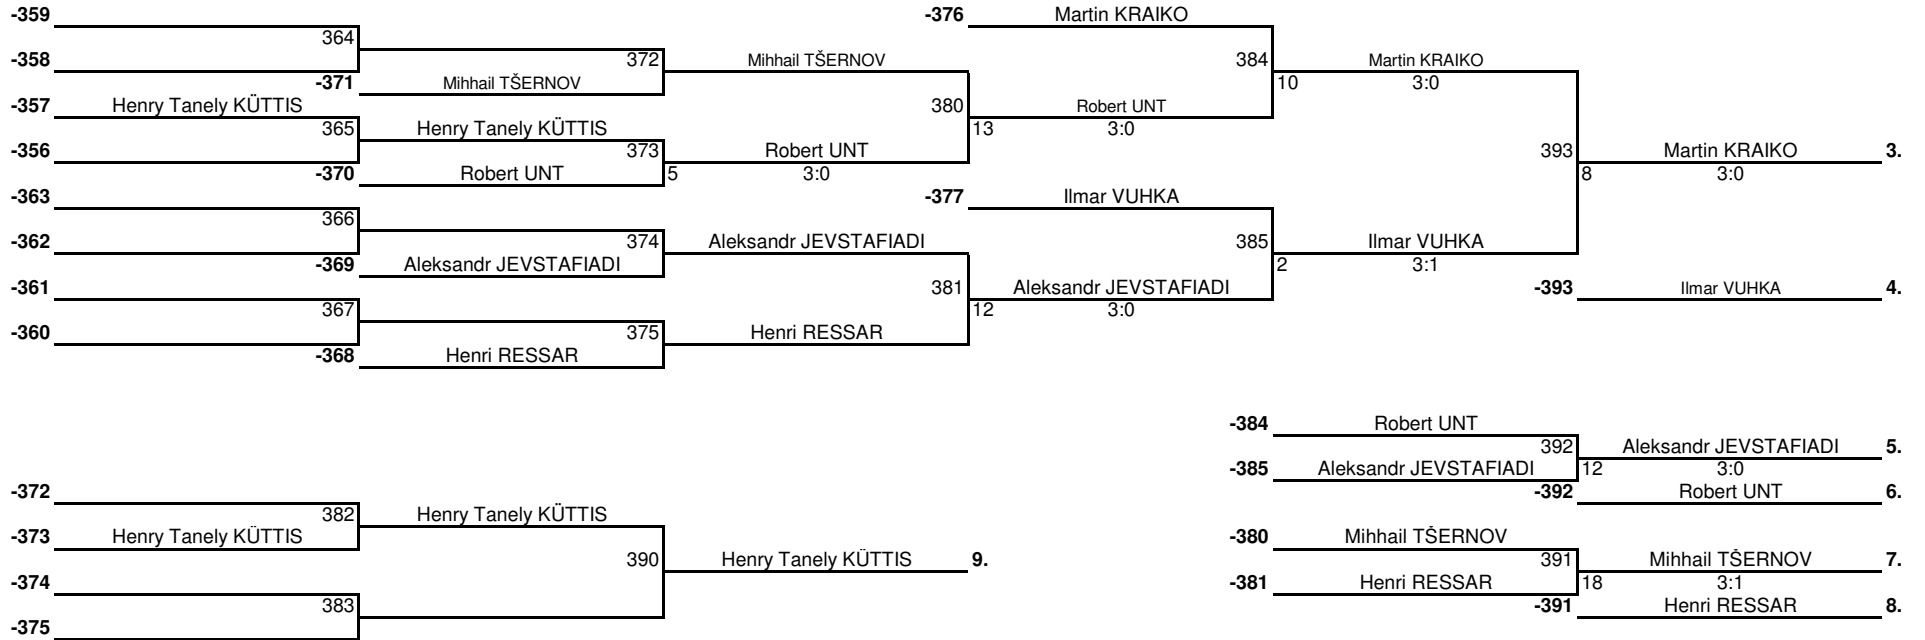 -359
-376 Martin KRAIKO
364
-358 372 Mihhail TŠERNOV 384 Martin KRAIKO
-371 Mihhail TŠERNOV 10 3:0
-357 Henry Tanely KÜTTIS 380 Robert UNT
365 Henry Tanely KÜTTIS 13 3:0
-356 373 Robert UNT 393 Martin KRAIKO 3.
-370 Robert UNT 5 3:0 8 3:0
-363 -377 Ilmar VUHKA
366
-362 374 Aleksandr JEVSTAFIADI 385 Ilmar VUHKA
-369 Aleksandr JEVSTAFIADI 2 3:1
-361 381 Aleksandr JEVSTAFIADI -393 Ilmar VUHKA 4.
367 12 3:0
-360 375 Henri RESSAR
-368 Henri RESSAR
-384 Robert UNT
392 Aleksandr JEVSTAFIADI 5.
-385 Aleksandr JEVSTAFIADI 12 3:0
-372 -392 Robert UNT 6.
382 Henry Tanely KÜTTIS
-373 Henry Tanely KÜTTIS -380 Mihhail TŠERNOV
390 Henry Tanely KÜTTIS 9. 391 Mihhail TŠERNOV 7.
-374 -381 Henri RESSAR 18 3:1
383 -391 Henri RESSAR 8.
-375